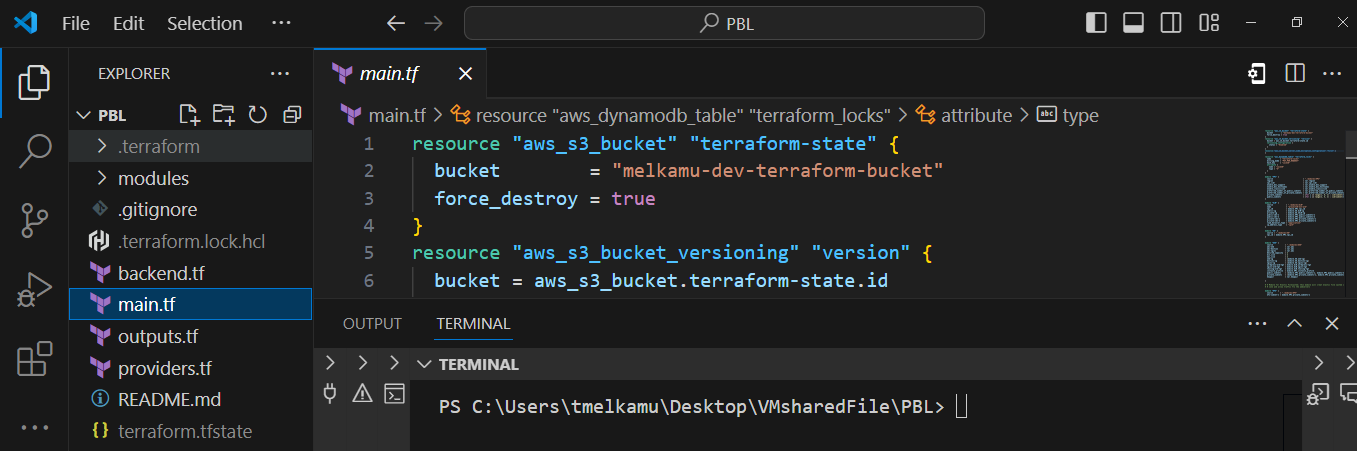 File Edit Selection ··· PBL
EXPLORER ···
PBL
.terraform
modules
.gitignore
.terraform.lock.hcl
backend.tf
main.tf
outputs.tf
providers.tf
README.md
terraform.tfstate
main.tf
main.tf > resource "aws_dynamodb_table" "terraform_locks" > attribute > abc type
1 resource "aws_s3_bucket" "terraform-state" {
2 bucket = "melkamu-dev-terraform-bucket"
3 force_destroy = true
4 }
5 resource "aws_s3_bucket_versioning" "version" {
6 bucket = aws_s3_bucket.terraform-state.id
OUTPUT TERMINAL
TERMINAL
PS C:\Users\tmelkamu\Desktop\VMsharedFile\PBL>